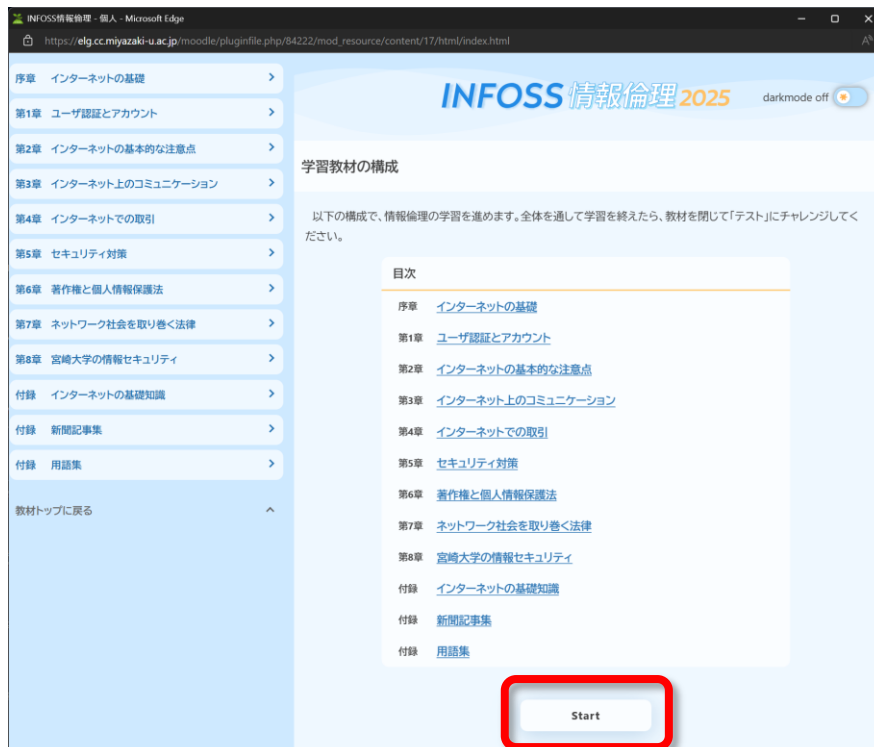 INFOSS情報倫理 - 個人 - Microsoft Edge
https://elg.cc.miyazaki-u.ac.jp/moodle/pluginfile.php/84222/mod_resource/content/17/html/index.html
序章 インターネットの基礎
第1章 ユーザ認証とアカウント
第2章 インターネットの基本的な注意点
第3章 インターネット上のコミュニケーション
第4章 インターネットでの取引
第5章 セキュリティ対策
第6章 著作権と個人情報保護法
第7章 ネットワーク社会を取り巻く法律
第8章 宮崎大学の情報セキュリティ
付録 インターネットの基礎知識
付録 新聞記事集
付録 用語集
教材トップに戻る
INFOSS 情報倫理 2025
darkmode off
学習教材の構成
以下の構成で、情報倫理の学習を進めます。全体を通して学習を終えたら、教材を閉じて「テスト」にチャレンジしてく
ださい。
目次
序章 インターネットの基礎
第1章 ユーザ認証とアカウント
第2章 インターネットの基本的な注意点
第3章 インターネット上のコミュニケーション
第4章 インターネットでの取引
第5章 セキュリティ対策
第6章 著作権と個人情報保護法
第7章 ネットワーク社会を取り巻く法律
第8章 宮崎大学の情報セキュリティ
付録 インターネットの基礎知識
付録 新聞記事集
付録 用語集
Start